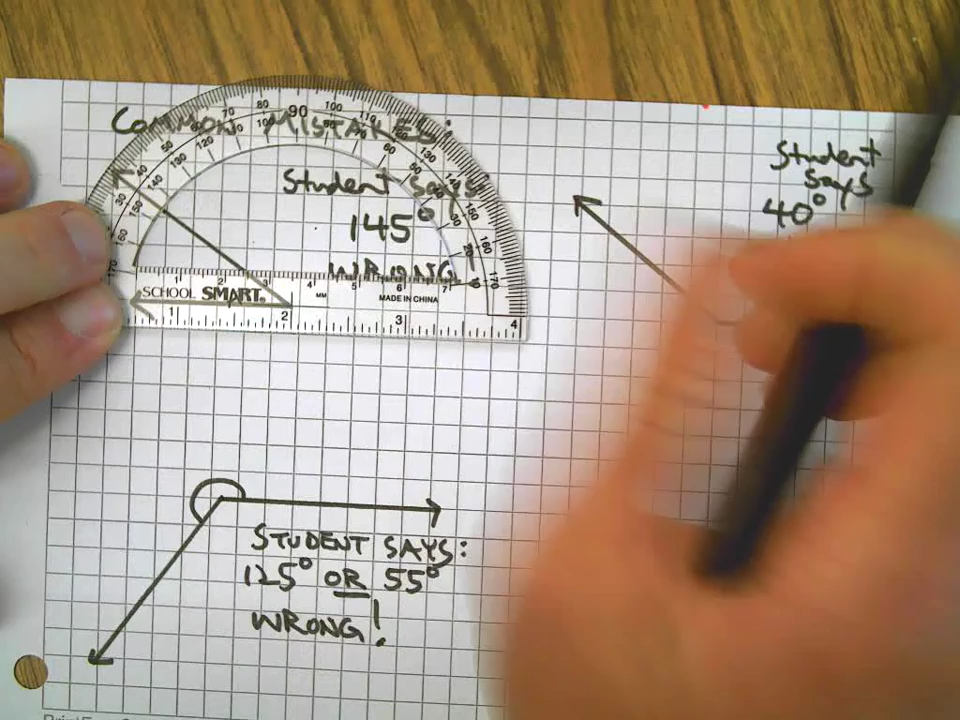 COMMON MISTAKES:
Student says:
145°
WRONG
SCHOOL SMART.
MM
MADE IN CHINA
Student
says
40°
STUDENT SAYS:
125° OR 55°
WRONG!